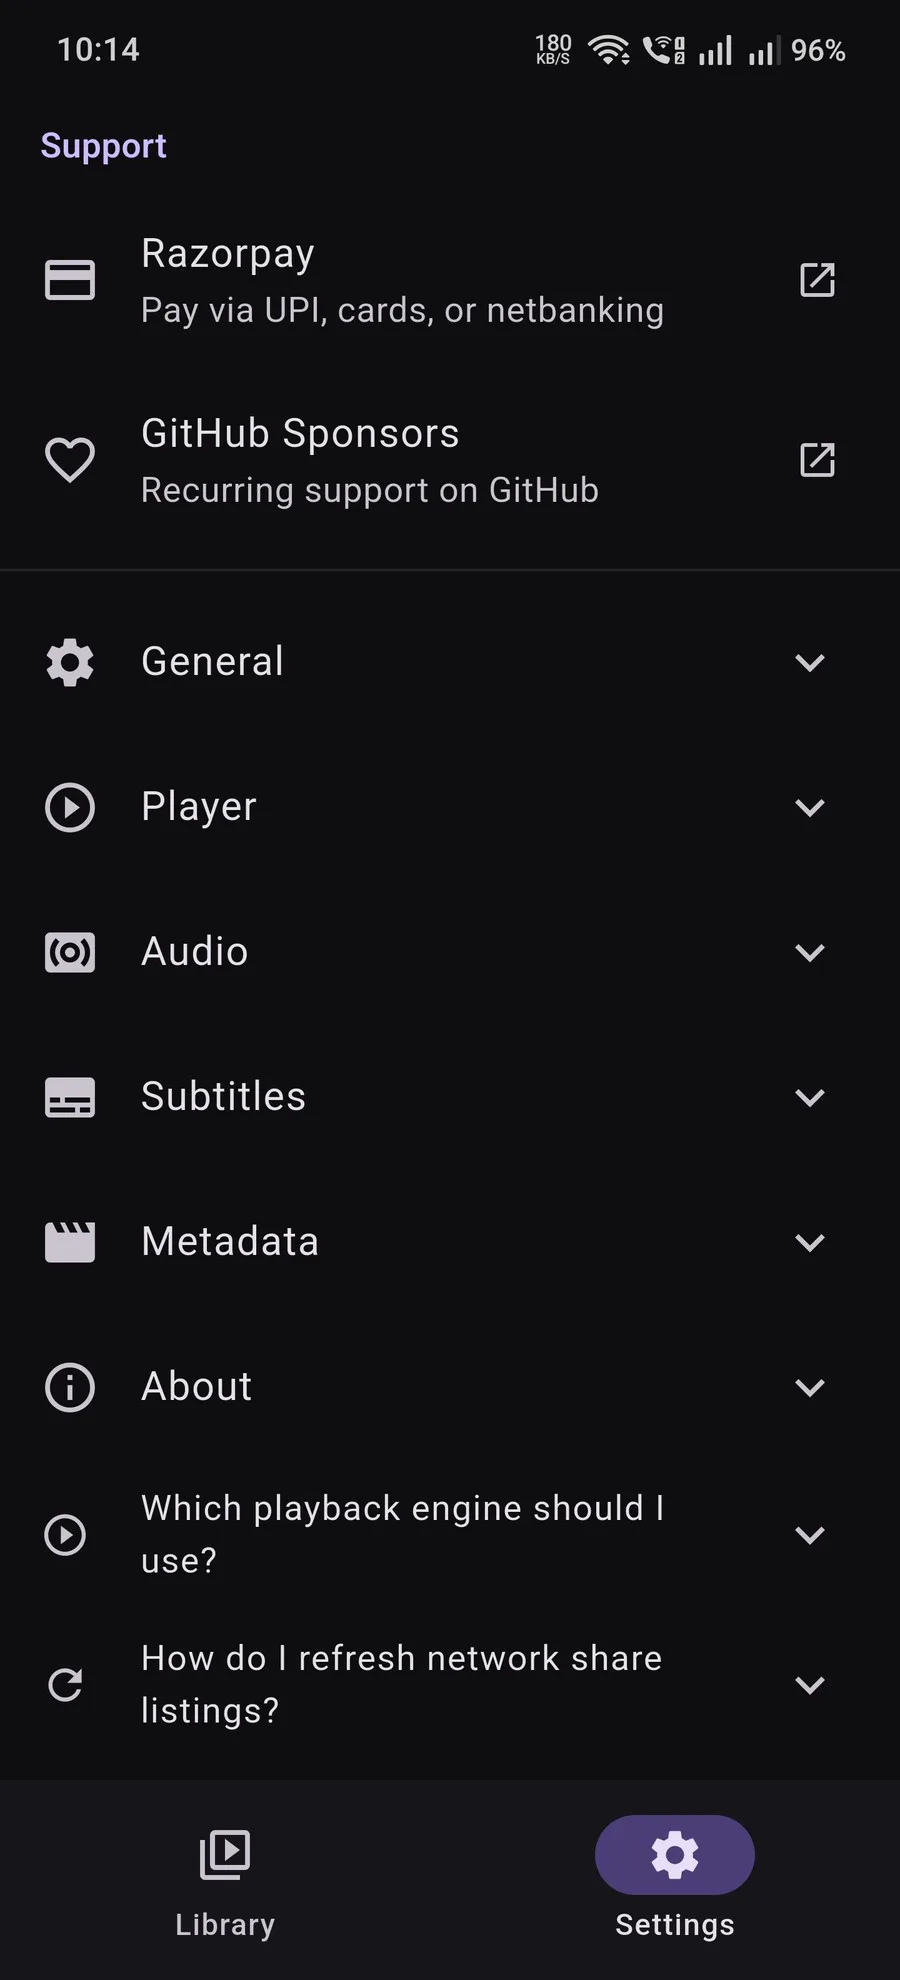 10:14
180
KB/S
1
2
96%
Support
Razorpay
Pay via UPI, cards, or netbanking
GitHub Sponsors
Recurring support on GitHub
General
Player
Audio
Subtitles
Metadata
About
Which playback engine should I
use?
How do I refresh network share
listings?
Library
Settings